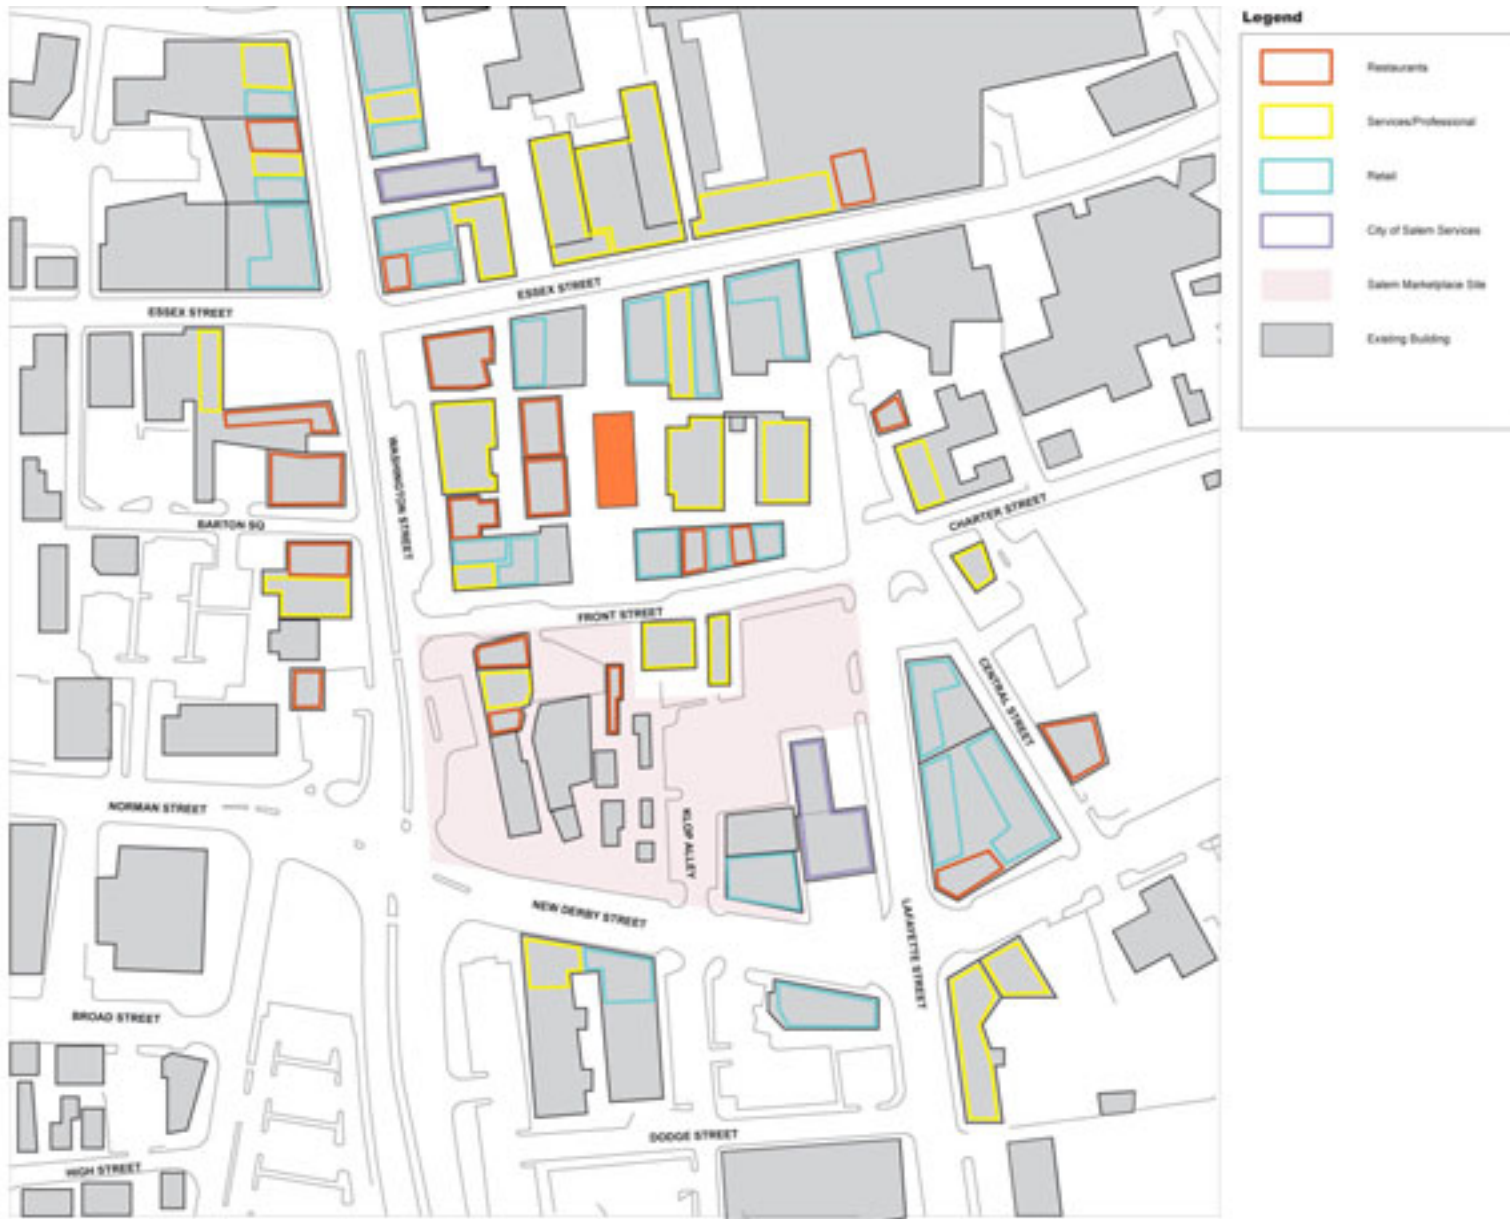 Legend
Restaurants
Services/Professional
Retail
City of Salem Services
Salem Marketplace Site
Existing Building
ESSEX STREET
ESSEX STREET
WASHINGTON STREET
BARTON SQ
CHARTER STREET
FRONT STREET
CENTRAL STREET
NORMAN STREET
KLOP ALLEY
NEW DERBY STREET
LAFAYETTE STREET
BROAD STREET
DODGE STREET
HIGH STREET